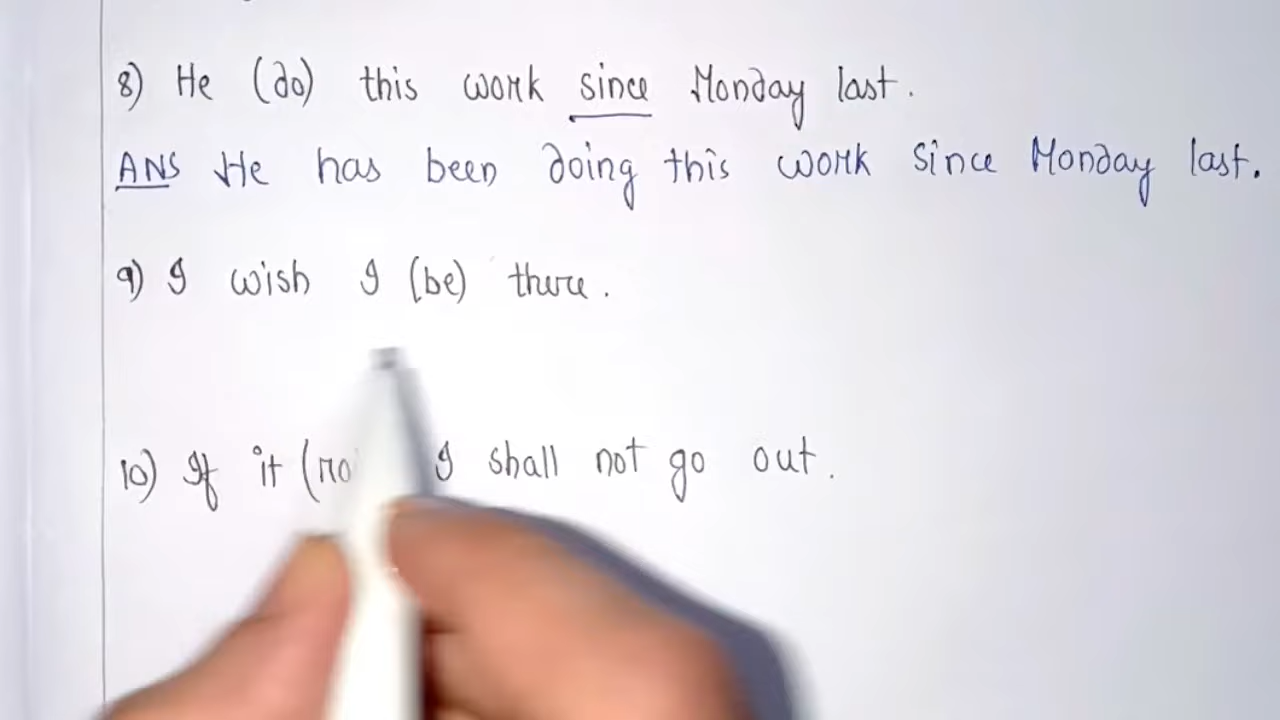 8) He (do) this work since Monday last.
ANS He has been doing this work since Monday last.
9) I wish I (be) there.
10) If it I shall not go out.